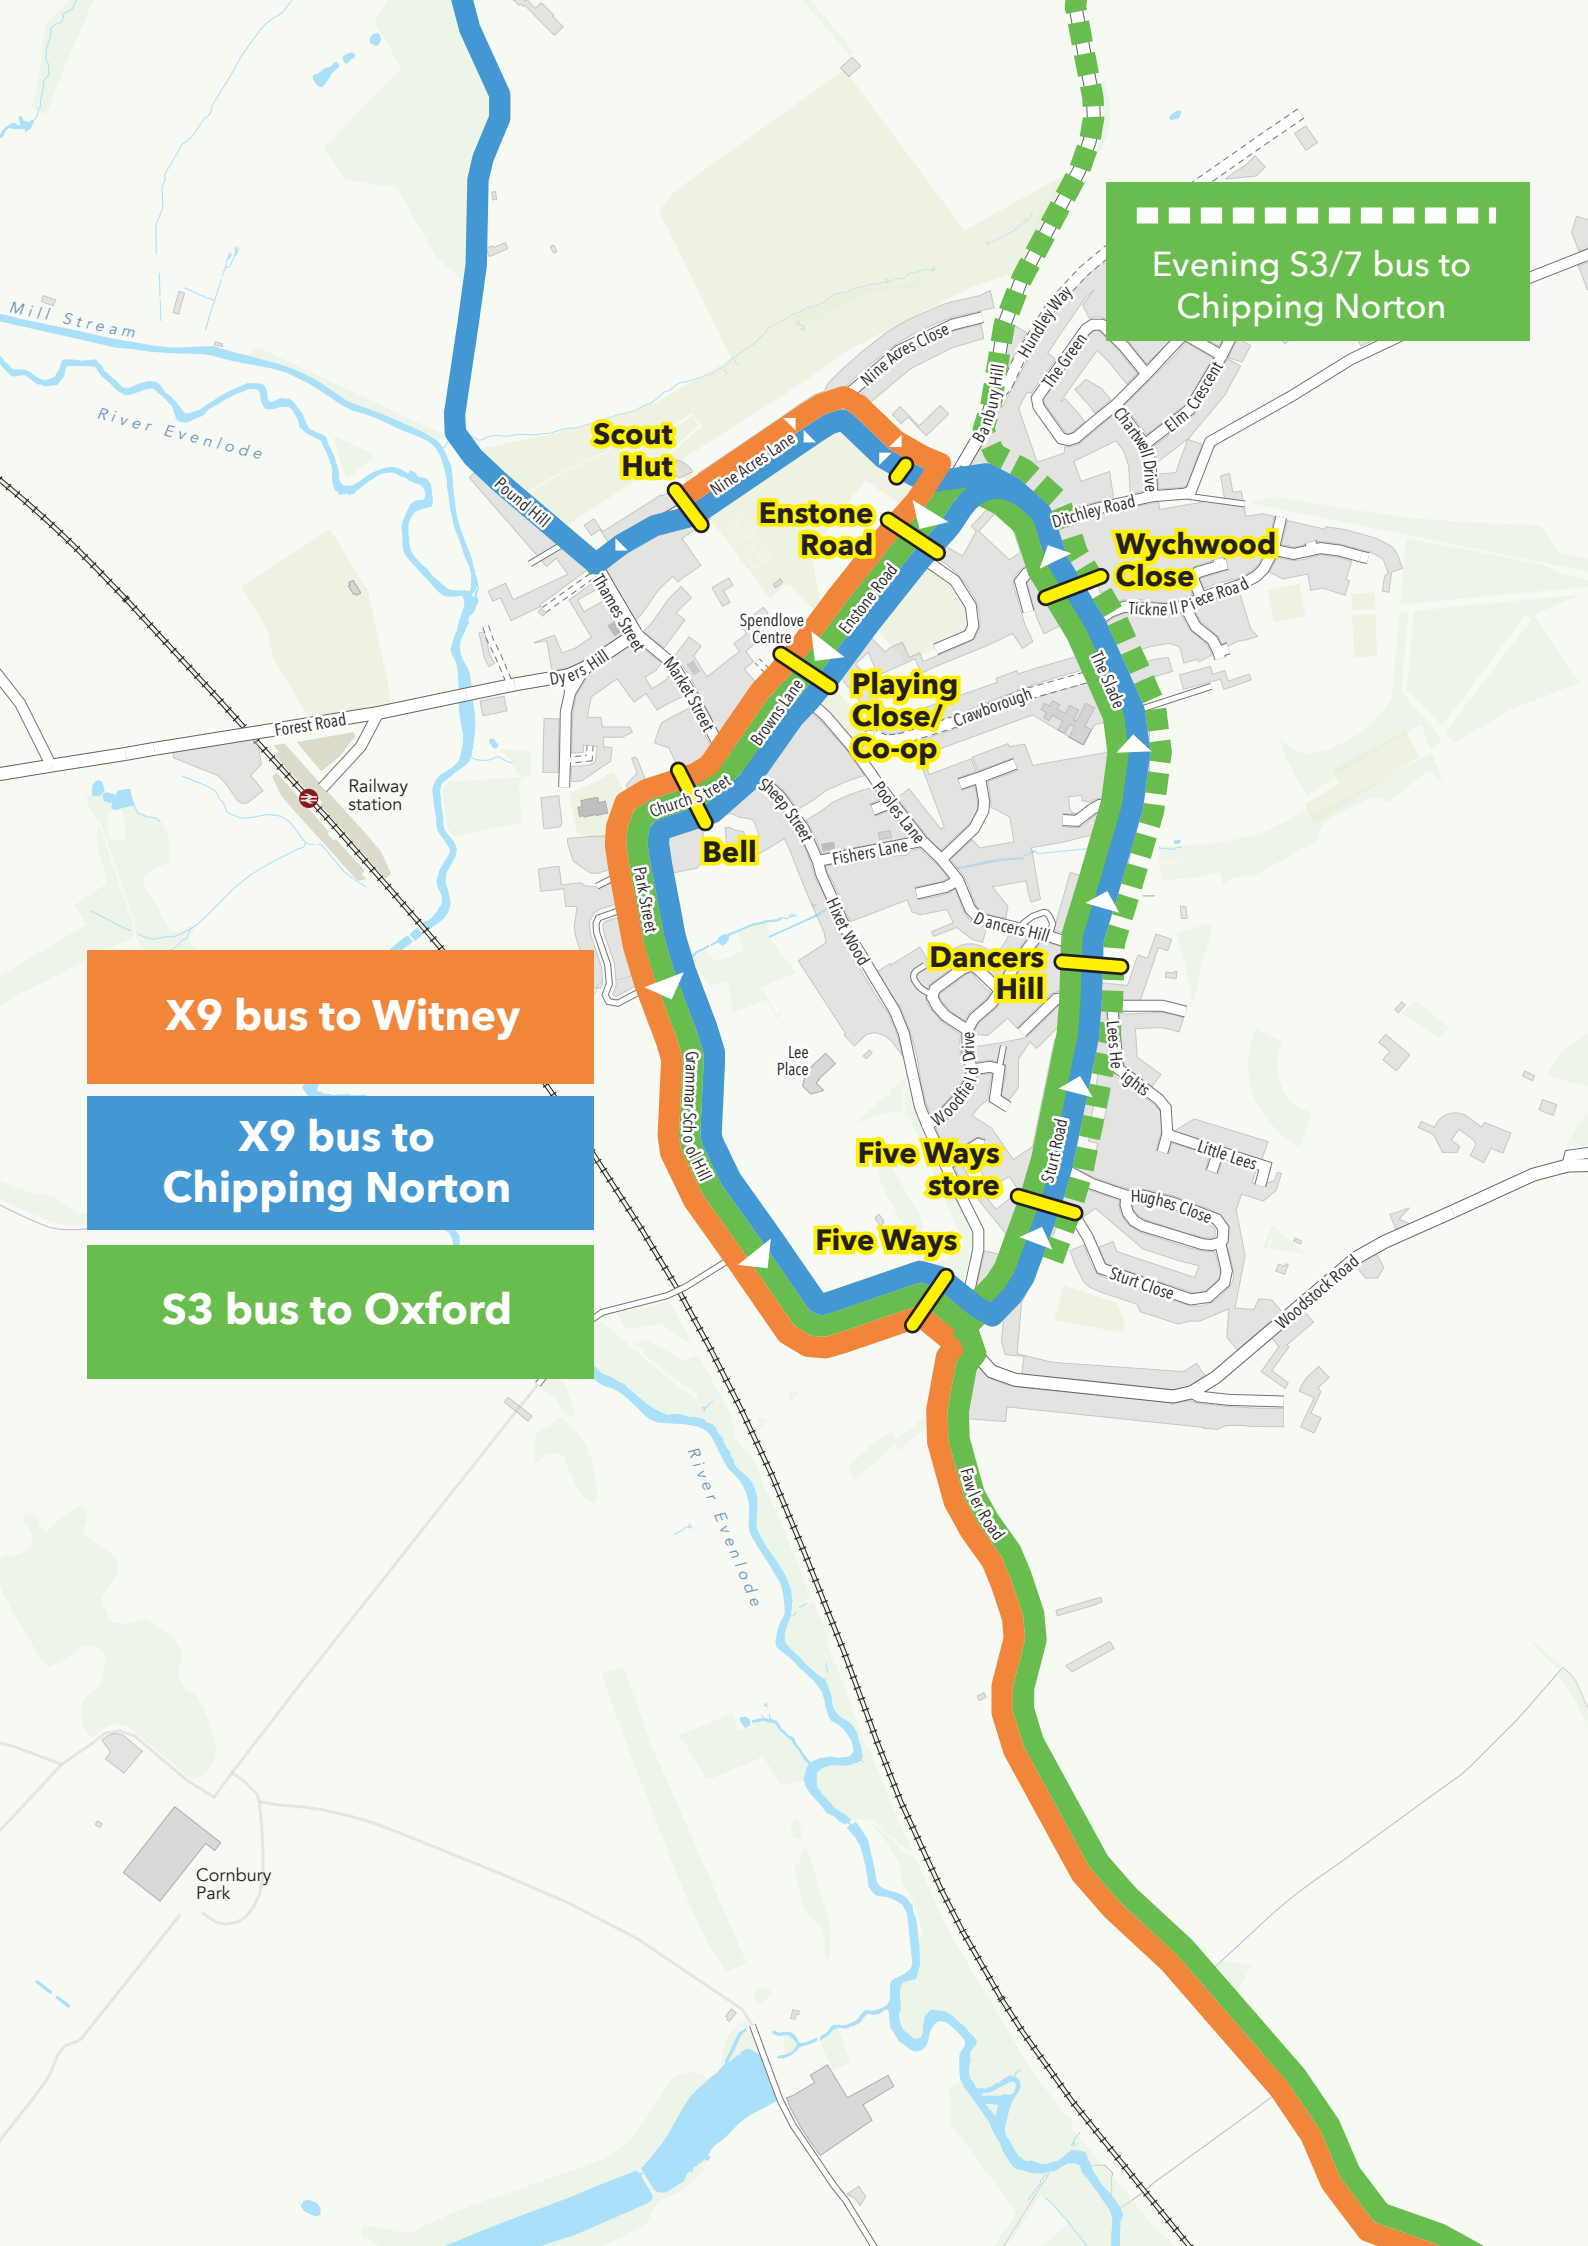 Evening S3/7 bus to
Chipping Norton
Mill Stream
River Evenlode
Hundley Way
Nine Acres Close
The Green
Banbury Hill
Elm Crescent
Chartwell Drive
Scout
Hut
Nine Acres Lane
Pound Hill
Ditchley Road
Enstone
Road
Wychwood
Close
Enstone Road
Ticknell Piece Road
Thames Street
Spendlove
Centre
Dyers Hill
Market Street
The Slade
Playing
Close/
Co-op
Crawborough
Browns Lane
Forest Road
Railway
station
Church Street
Sheep Street
Pooles Lane
Bell
Fishers Lane
Park Street
Hixet Wood
Dancers Hill
Dancers
Hill
X9 bus to Witney
Lee
Place
Woodfield Drive
Lees Heights
Grammar School Hill
X9 bus to
Chipping Norton
Sturt Road
Little Lees
Five Ways
store
Hughes Close
Five Ways
Sturt Close
Woodstock Road
S3 bus to Oxford
River Evenlode
Fawler Road
Cornbury
Park